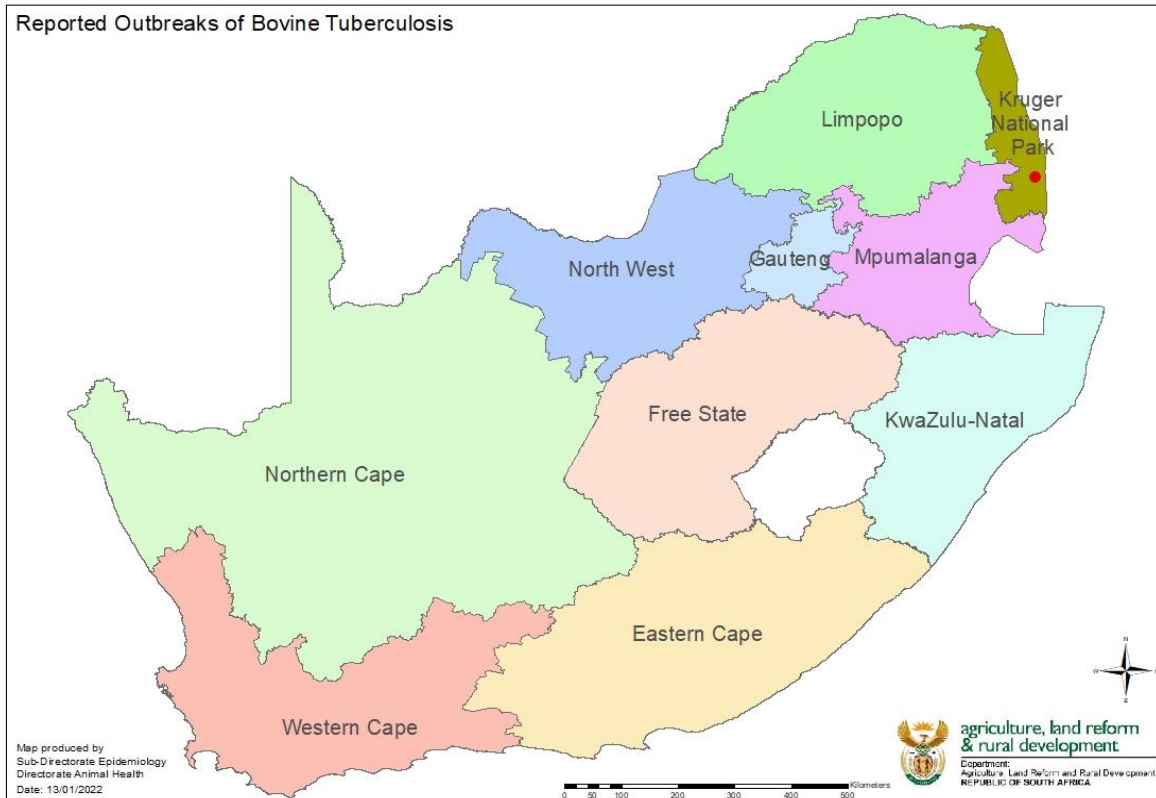 Reported Outbreaks of Bovine Tuberculosis
Kruger
National
Park
Limpopo
North West
Gauteng
Mpumalanga
Free State
KwaZulu-Natal
Northern Cape
Eastern Cape
Western Cape
N
W
S
Map produced by
Sub-Directorate Epidemiology
Directorate Animal Health
Date: 13/01/2022
Kilometers
0 50 100 200 300 400 500
agriculture, land reform
& rural development
Department:
Agriculture, Land Reform and Rural Development
REPUBLIC OF SOUTH AFRICA